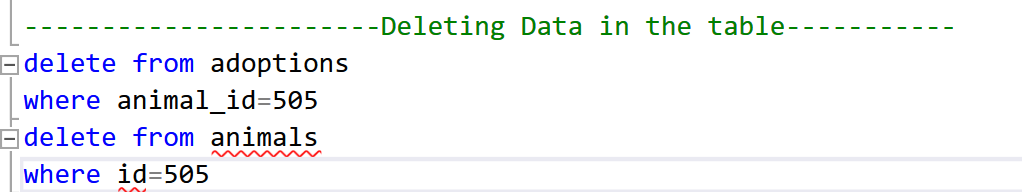 -----------------------Deleting Data in the table-----------
delete from adoptions
where animal_id=505
delete from animals
where id=505